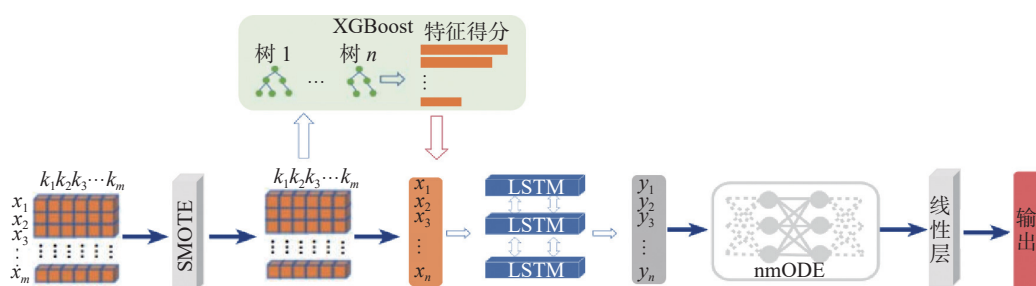 XGBoost
特征得分
树 1
...
树 n
⋮
k₁k₂k₃⋯kₘ
x₁
x₂
x₃
⋮
xₘ
SMOTE
k₁k₂k₃⋯kₘ
x₁
x₂
x₃
⋮
xₙ
LSTM
LSTM
LSTM
y₁
y₂
y₃
⋮
yₙ
nmODE
线性层
输出